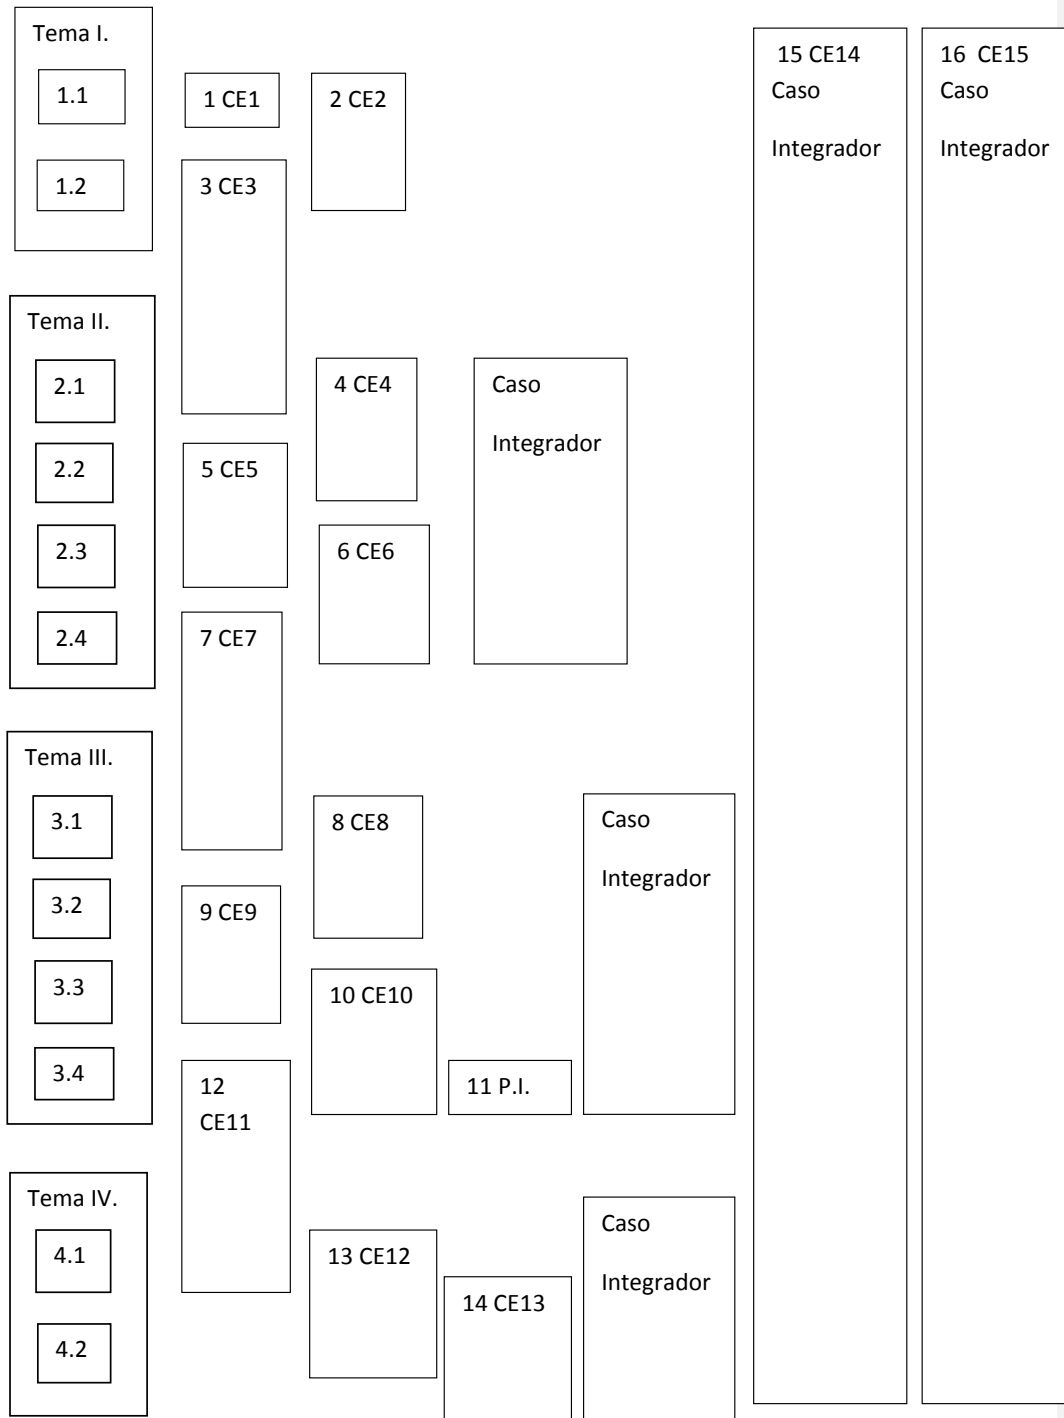 Tema I.
1.1
1 CE1
2 CE2
15 CE14
Caso
Integrador
16 CE15
Caso
Integrador
1.2
3 CE3
Tema II.
2.1
4 CE4
Caso
Integrador
2.2
5 CE5
2.3
6 CE6
2.4
7 CE7
Tema III.
3.1
8 CE8
Caso
Integrador
3.2
9 CE9
3.3
10 CE10
3.4
12
CE11
11 P.I.
Tema IV.
4.1
13 CE12
Caso
Integrador
14 CE13
4.2